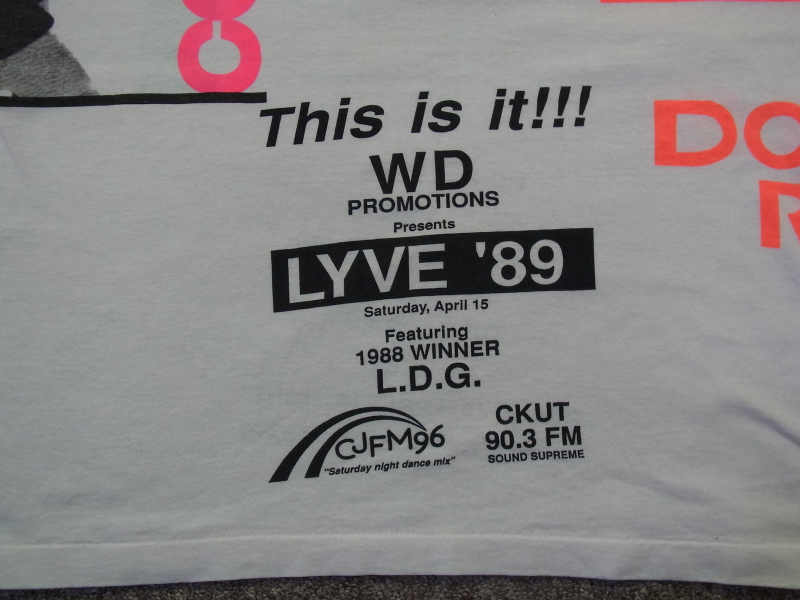 This is it!!!
WD
PROMOTIONS
Presents
LYVE '89
Saturday, April 15
Featuring
1988 WINNER
L.D.G.
CJFM96
"Saturday night dance mix"
CKUT
90.3 FM
SOUND SUPREME
DO